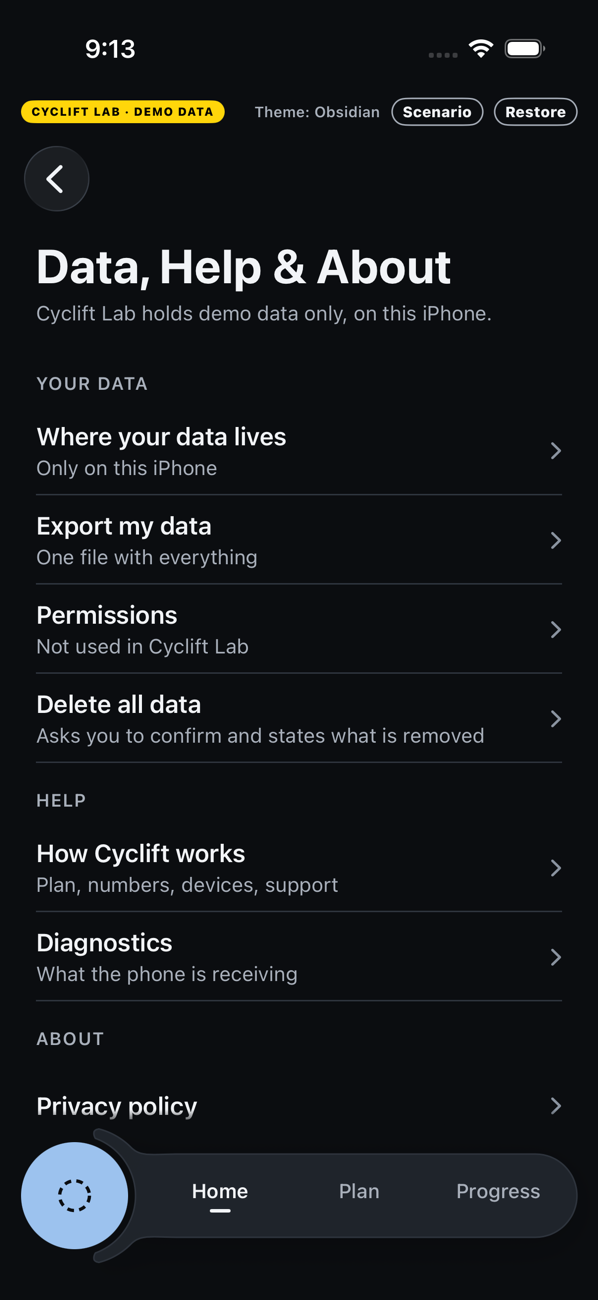 9:13
CYCLIFT LAB · DEMO DATA
Theme: Obsidian
Scenario
Restore
Data, Help & About
Cyclift Lab holds demo data only, on this iPhone.
YOUR DATA
Where your data lives
Only on this iPhone
Export my data
One file with everything
Permissions
Not used in Cyclift Lab
Delete all data
Asks you to confirm and states what is removed
HELP
How Cyclift works
Plan, numbers, devices, support
Diagnostics
What the phone is receiving
ABOUT
Privacy policy
Home
Plan
Progress